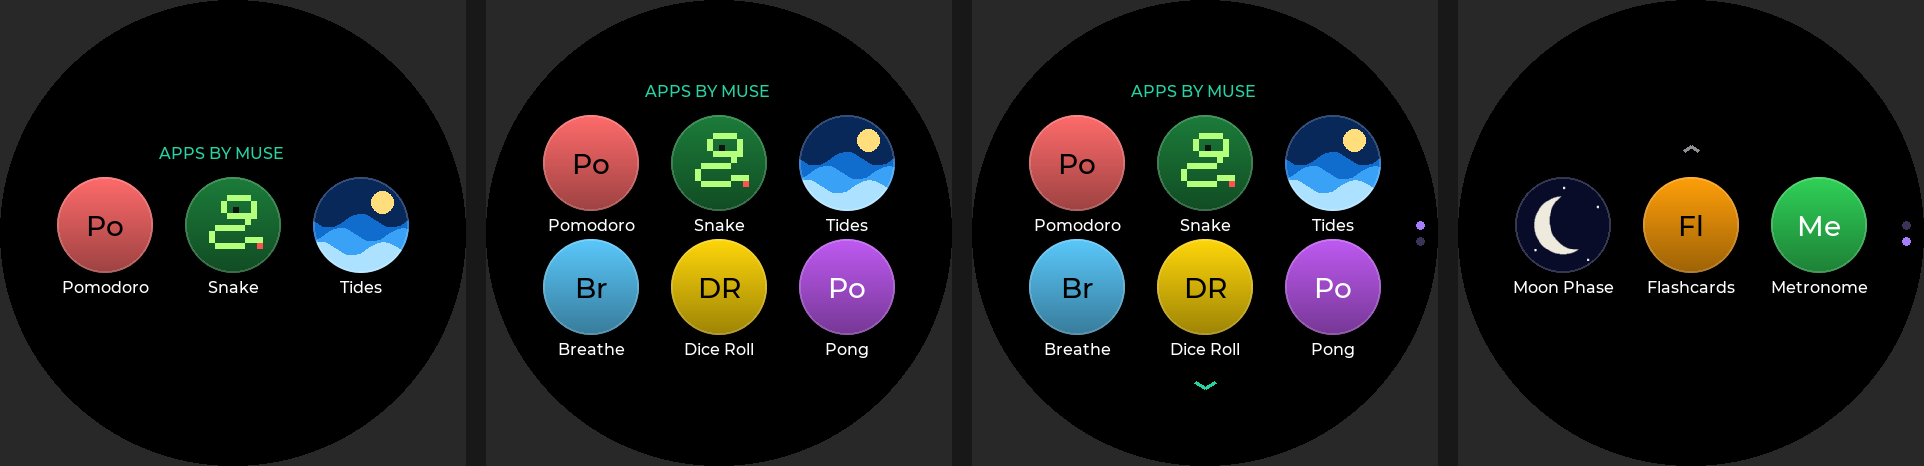 APPS BY MUSE
Po
Pomodoro Snake Tides
APPS BY MUSE
Po
Pomodoro Snake Tides
Br DR Po
Breathe Dice Roll Pong
APPS BY MUSE
Po
Pomodoro Snake Tides
Br DR Po
Breathe Dice Roll Pong
Fl Me
Moon Phase Flashcards Metronome